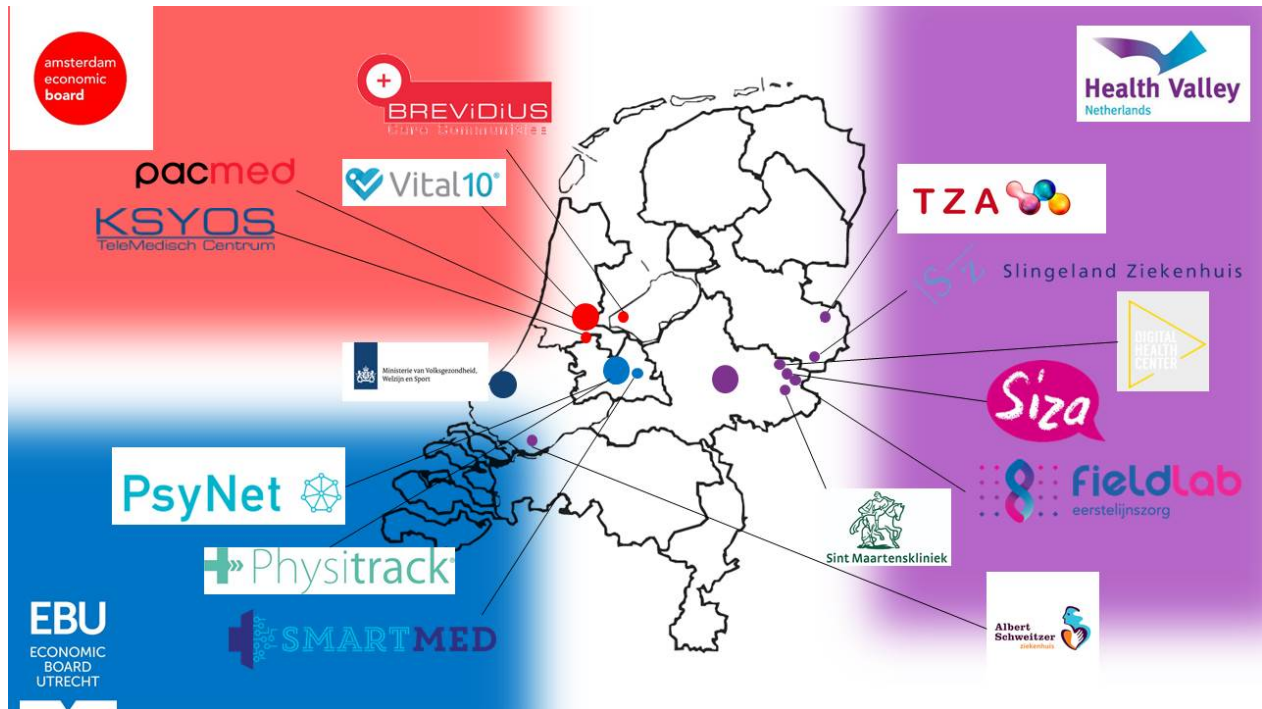 amsterdam
economic
board
BREViDiUS
Health Valley
Netherlands
pacmed
Vital10®
TZA
KSYOS
TeleMedisch Centrum
Slingeland Ziekenhuis
DIGITAL
HEALTH
CENTER
Ministerie van Volksgezondheid,
Welzijn en Sport
Siza
PsyNet
fieldlab
eerstelijnszorg
Physitrack®
Sint Maartenskliniek
EBU
ECONOMIC
BOARD
UTRECHT
SMARTMED
Albert
Schweitzer
ziekenhuis